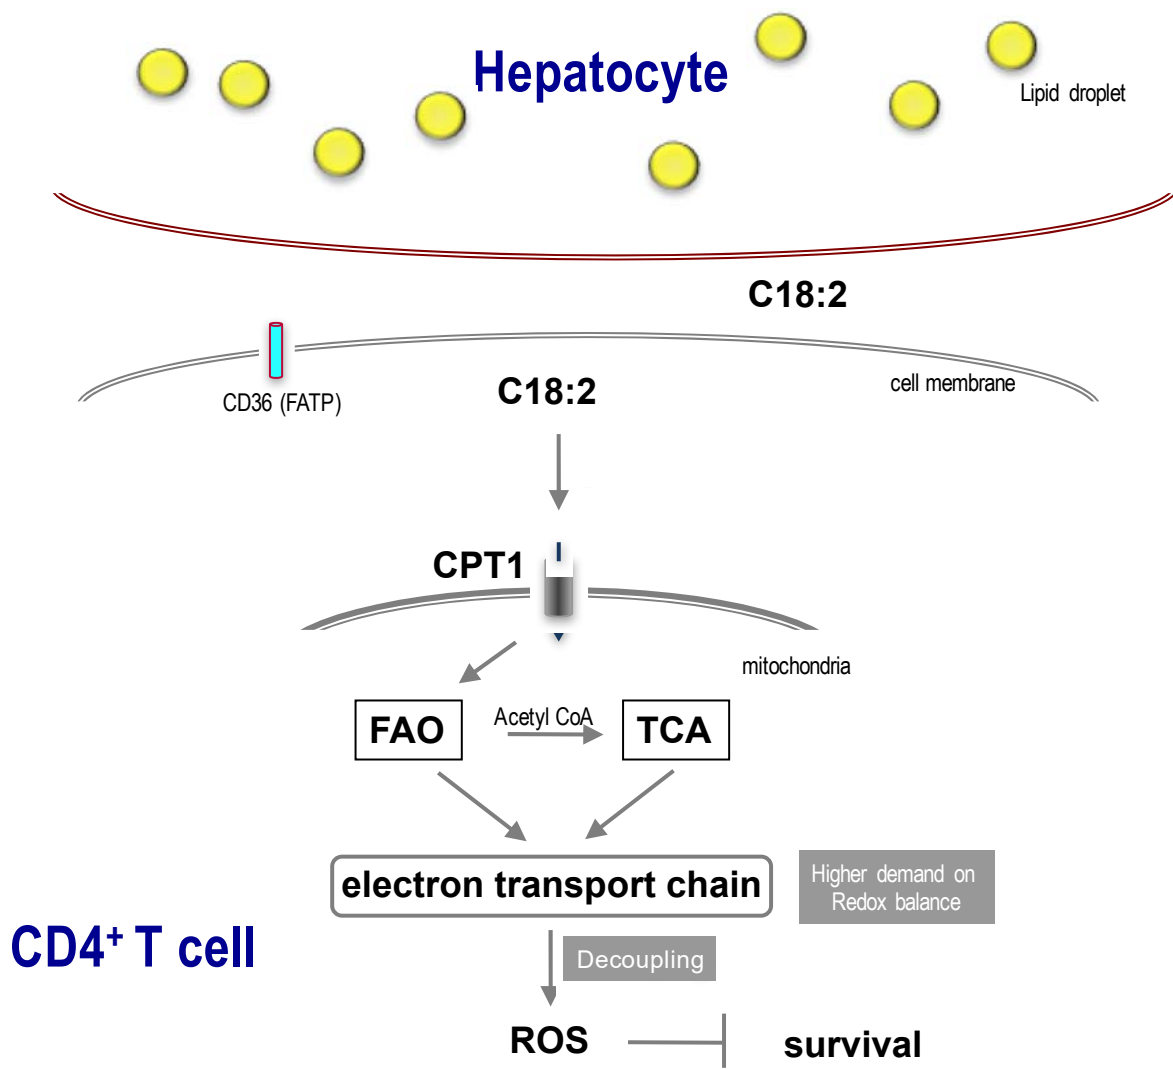 Hepatocyte
Lipid droplet
C18:2
cell membrane
CD36 (FATP)
C18:2
CPT1
mitochondria
FAO
Acetyl CoA
TCA
electron transport chain
Higher demand on
Redox balance
CD4⁺ T cell
Decoupling
ROS
survival